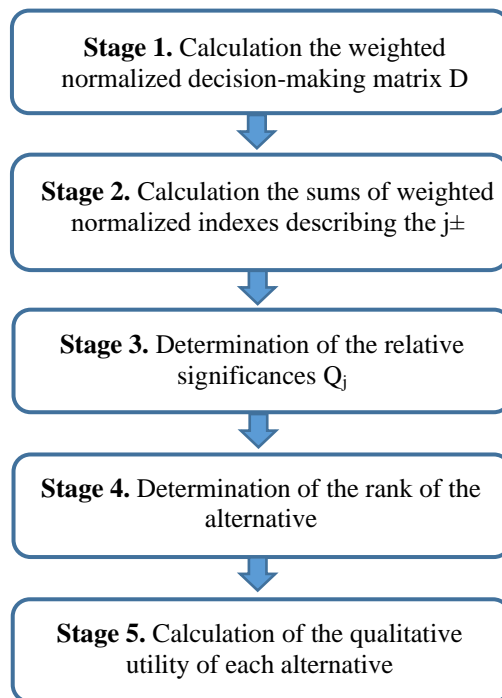 Stage 1. Calculation the weighted
normalized decision-making matrix D
Stage 2. Calculation the sums of weighted
normalized indexes describing the j±
Stage 3. Determination of the relative
significances Qj
Stage 4. Determination of the rank of the
alternative
Stage 5. Calculation of the qualitative
utility of each alternative